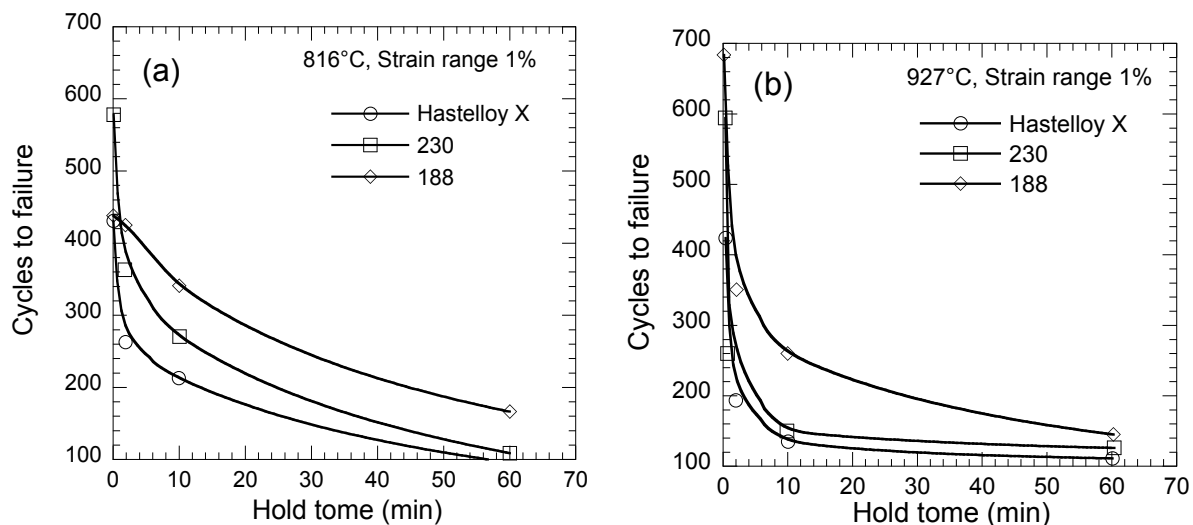 700
600
500
400
300
200
100
0 10 20 30 40 50 60 70
Cycles to failure
Hold tome (min)
(a)
816°C, Strain range 1%
Hastelloy X
230
188
700
600
500
400
300
200
100
0 10 20 30 40 50 60 70
Cycles to failure
Hold tome (min)
(b)
927°C, Strain range 1%
Hastelloy X
230
188